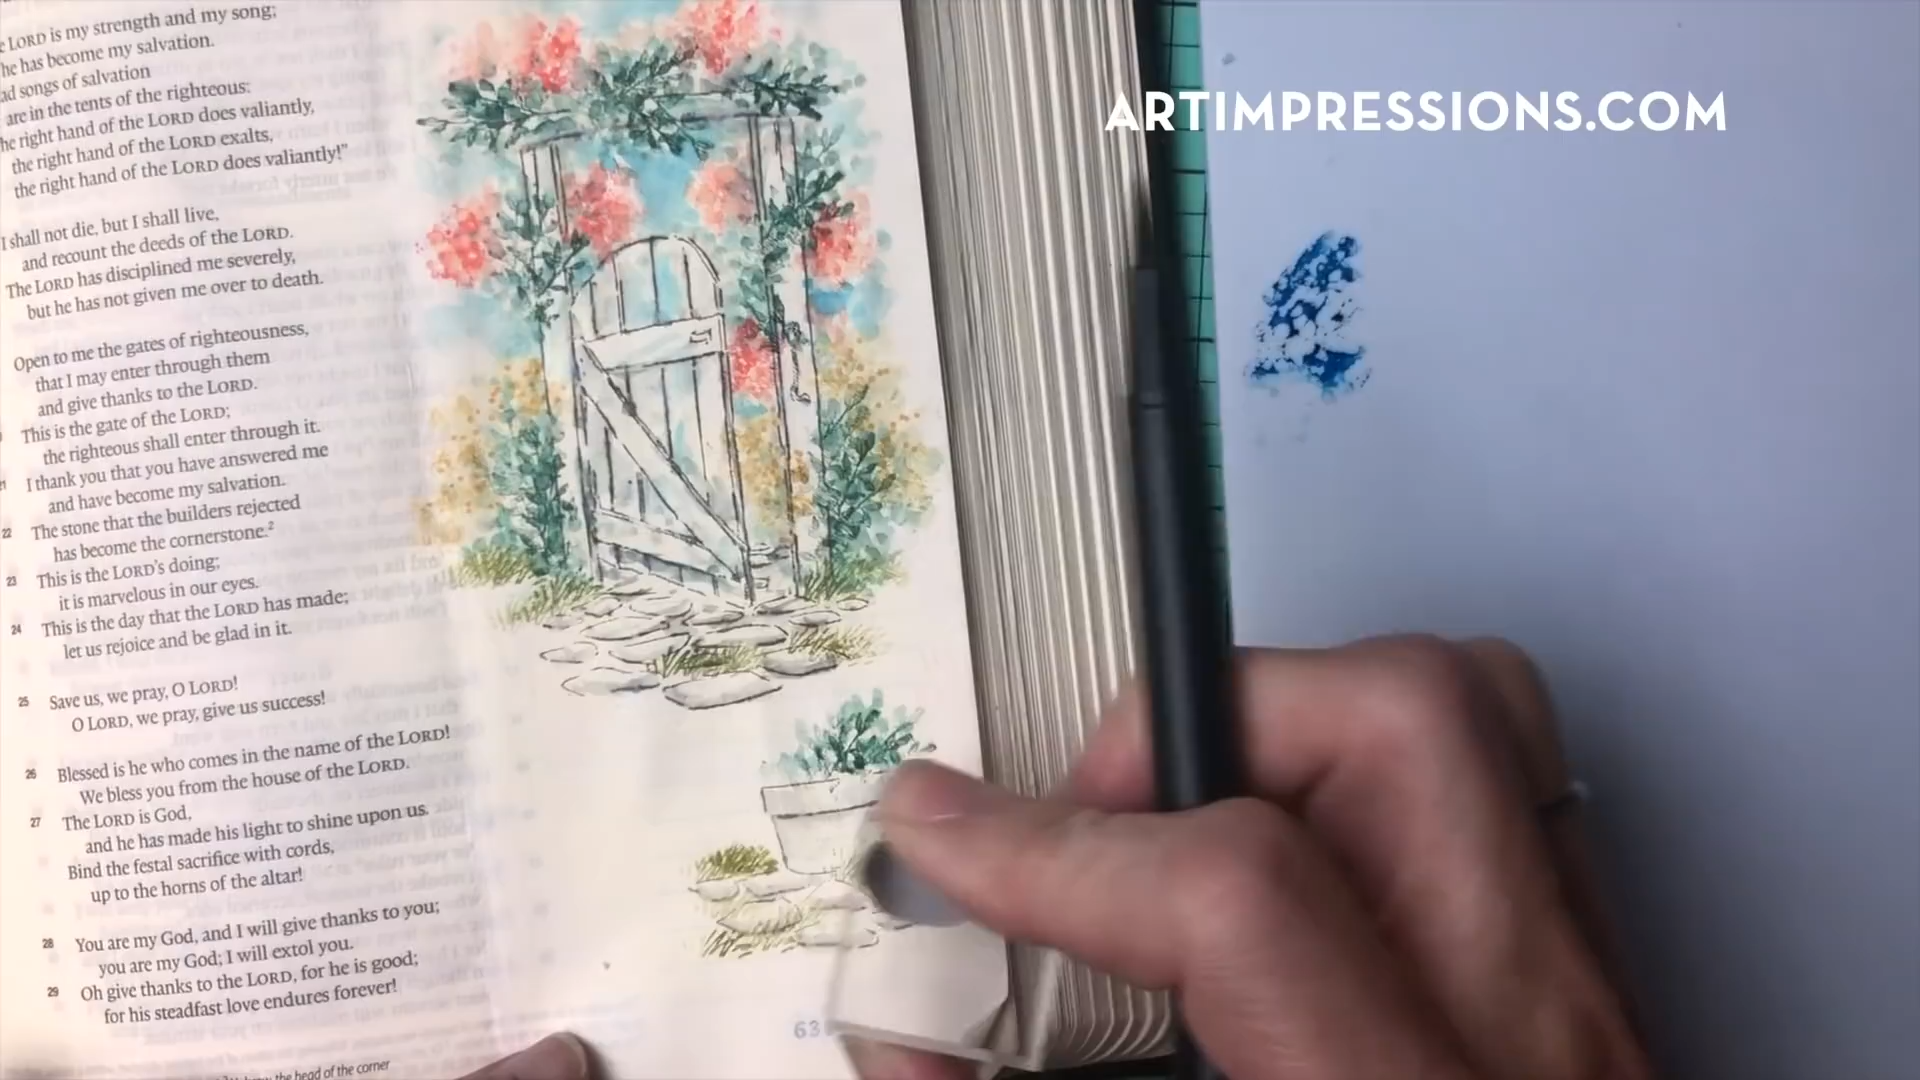 LORD is my strength and my song;
he has become my salvation.
songs of salvation
are in the tents of the righteous:
right hand of the LORD does valiantly,
the right hand of the LORD exalts,
the right hand of the LORD does valiantly!”
I shall not die, but I shall live,
and recount the deeds of the LORD.
The LORD has disciplined me severely,
but he has not given me over to death.
Open to me the gates of righteousness,
that I may enter through them
and give thanks to the LORD.
This is the gate of the LORD;
the righteous shall enter through it.
I thank you that you have answered me
and have become my salvation.
22 The stone that the builders rejected
has become the cornerstone.²
23 This is the LORD’s doing;
it is marvelous in our eyes.
24 This is the day that the LORD has made;
let us rejoice and be glad in it.
25 Save us, we pray, O LORD!
O LORD, we pray, give us success!
26 Blessed is he who comes in the name of the LORD!
We bless you from the house of the LORD.
27 The LORD is God,
and he has made his light to shine upon us.
Bind the festal sacrifice with cords,
up to the horns of the altar!
28 You are my God, and I will give thanks to you;
you are my God; I will extol you.
29 Oh give thanks to the LORD, for he is good;
for his steadfast love endures forever!
the head of the corner
ARTIMPRESSIONS.COM